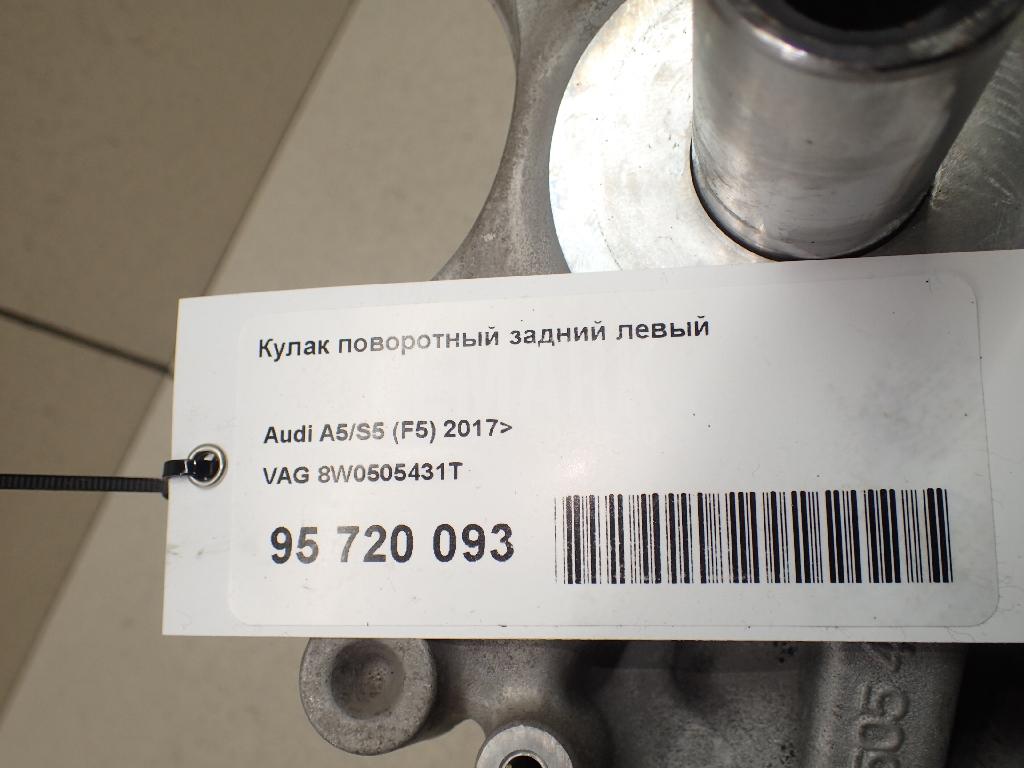 Кулак поворотный задний левый
Audi A5/S5 (F5) 2017>
VAG 8W0505431T
95 720 093